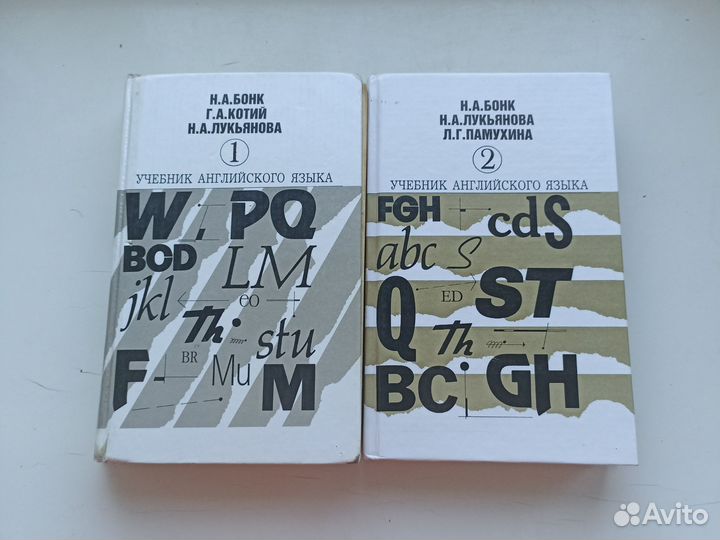 Н.А.БОНК
Г.А.КОТИЙ
Н.А.ЛУКЬЯНОВА
1
УЧЕБНИК АНГЛИЙСКОГО ЯЗЫКА
W. PQ
BCD
LM
jkl
eo
Th
stu
BR
Mu
F
M
Н.А.БОНК
Н.А.ЛУКЬЯНОВА
Л.Г.ПАМУХИНА
2
УЧЕБНИК АНГЛИЙСКОГО ЯЗЫКА
FGH
cdS
abc
S
Q
ED
ST
Th
BC
GH
Avito